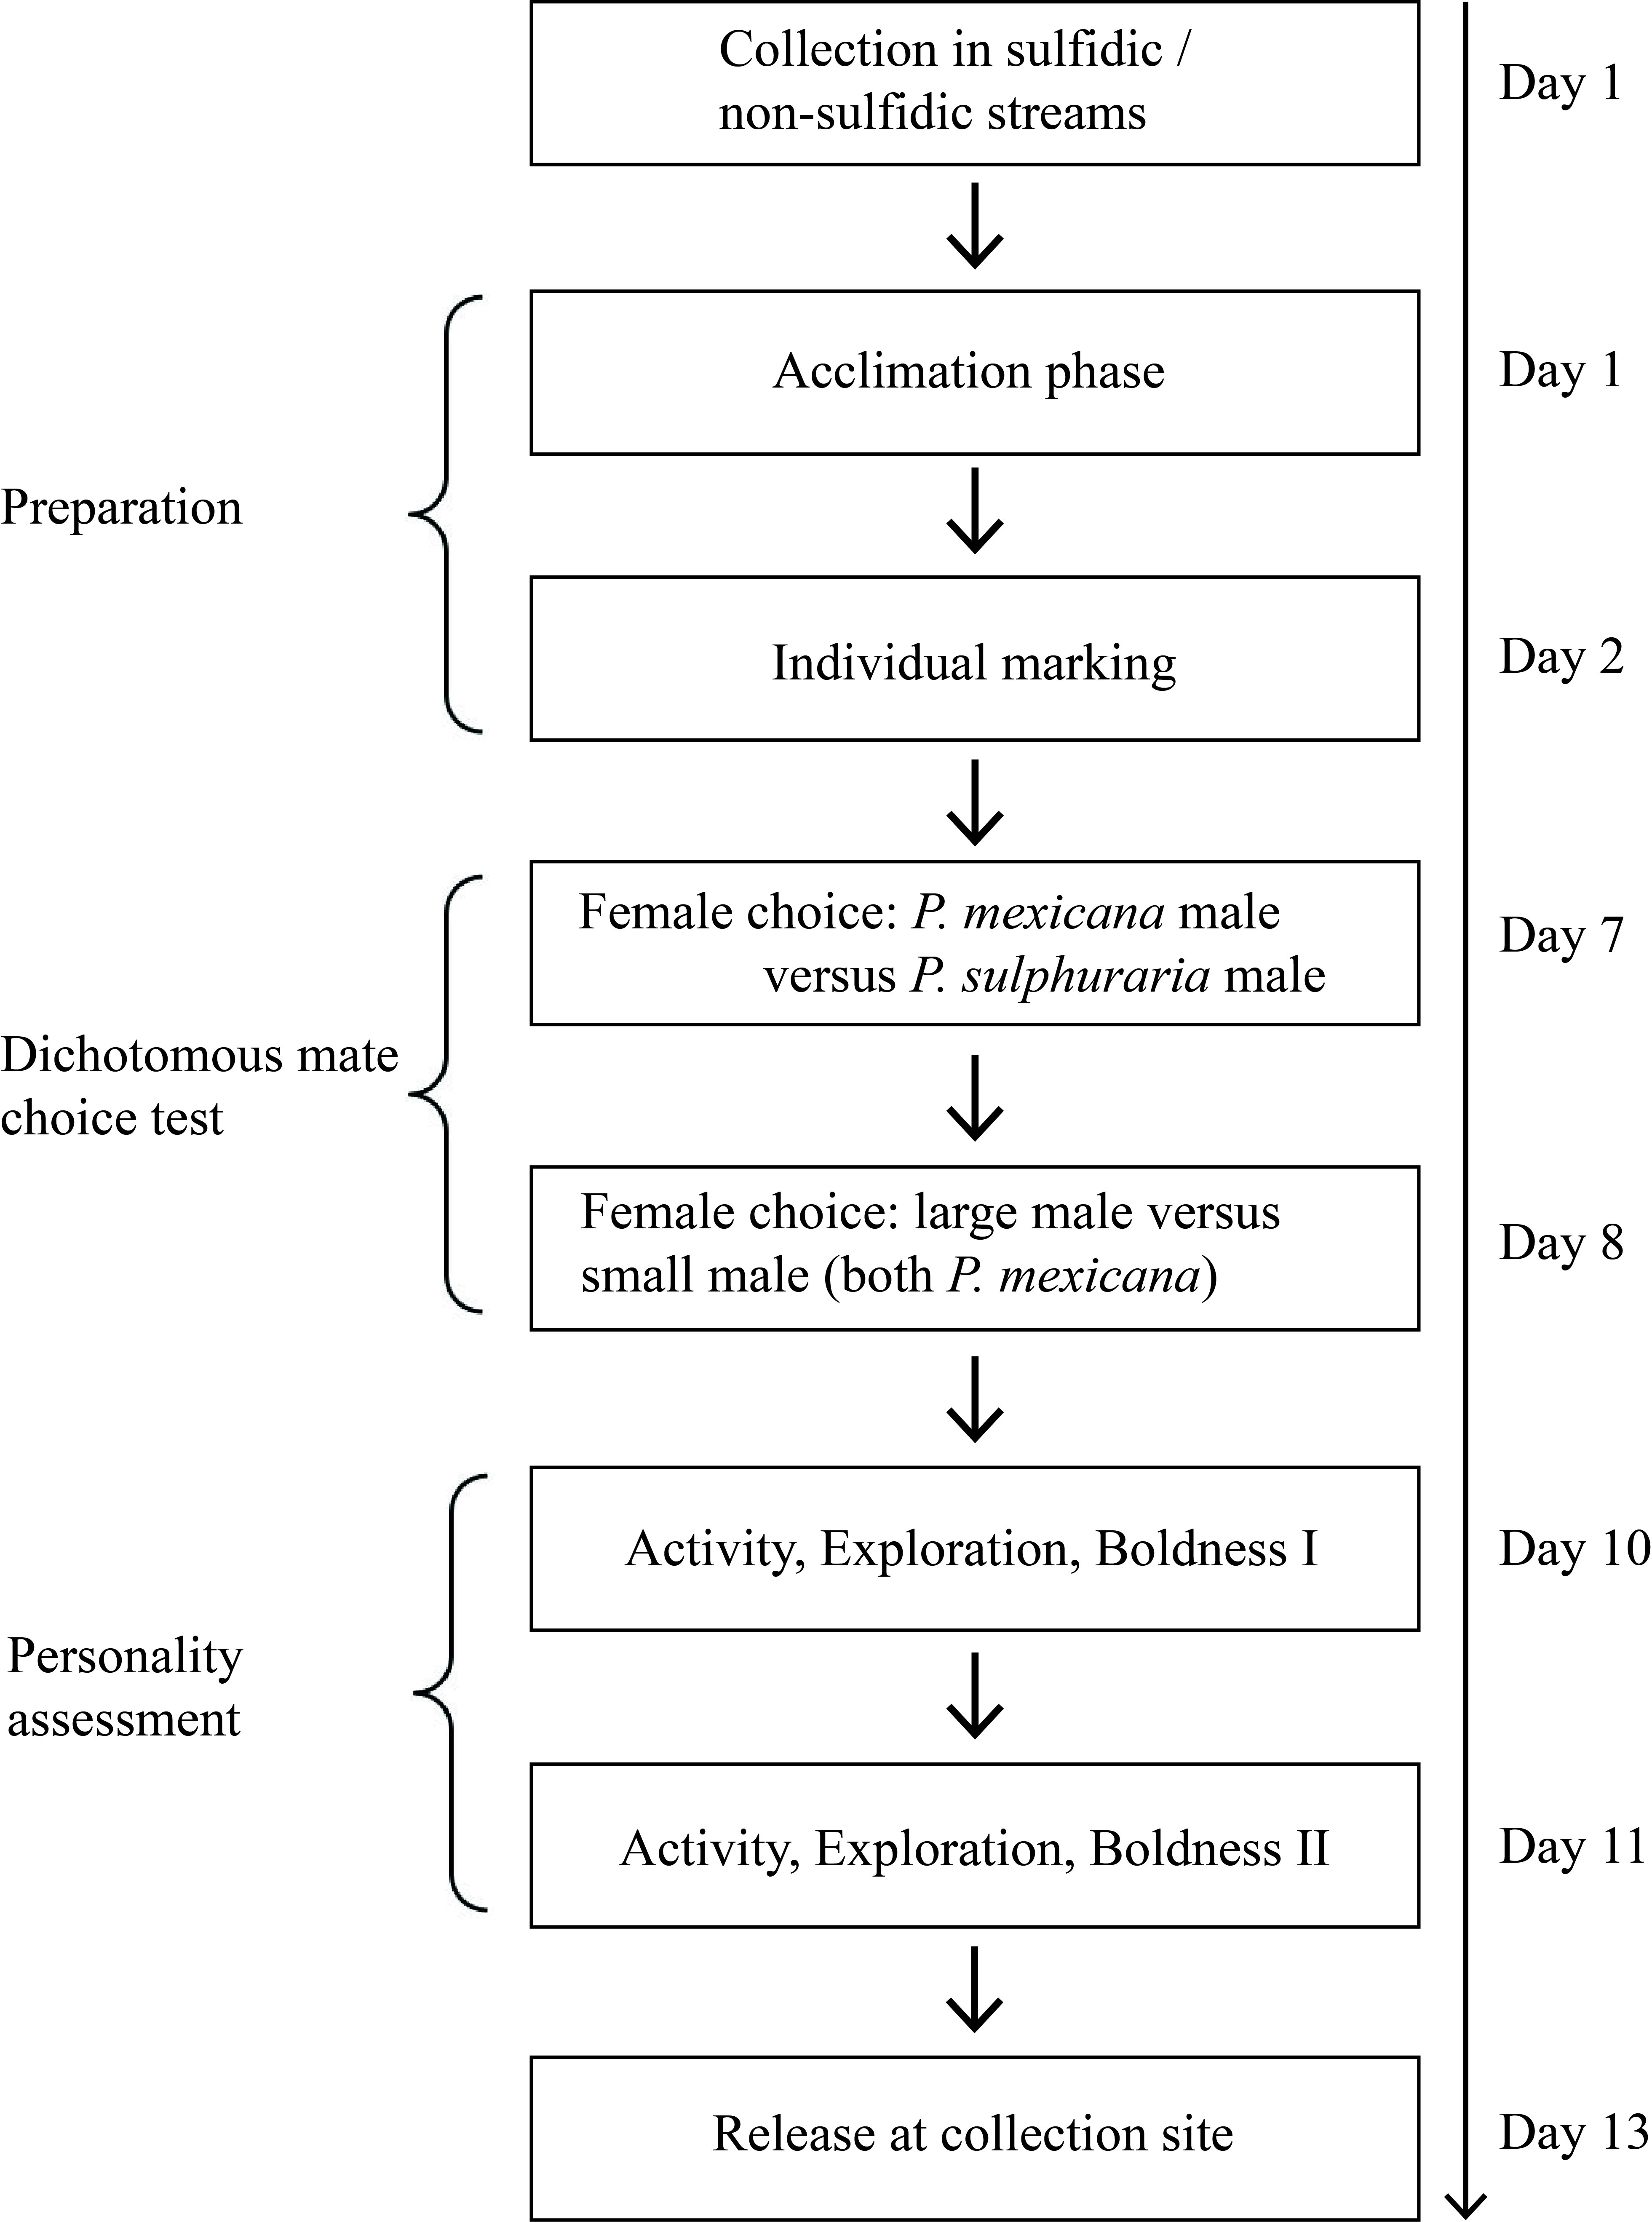 Collection in sulfidic /
non-sulfidic streams
Day 1
Acclimation phase
Day 1
Preparation
Individual marking
Day 2
Female choice: P. mexicana male
versus P. sulphuraria male
Day 7
Dichotomous mate
choice test
Female choice: large male versus
small male (both P. mexicana)
Day 8
Activity, Exploration, Boldness I
Day 10
Personality
assessment
Activity, Exploration, Boldness II
Day 11
Release at collection site
Day 13